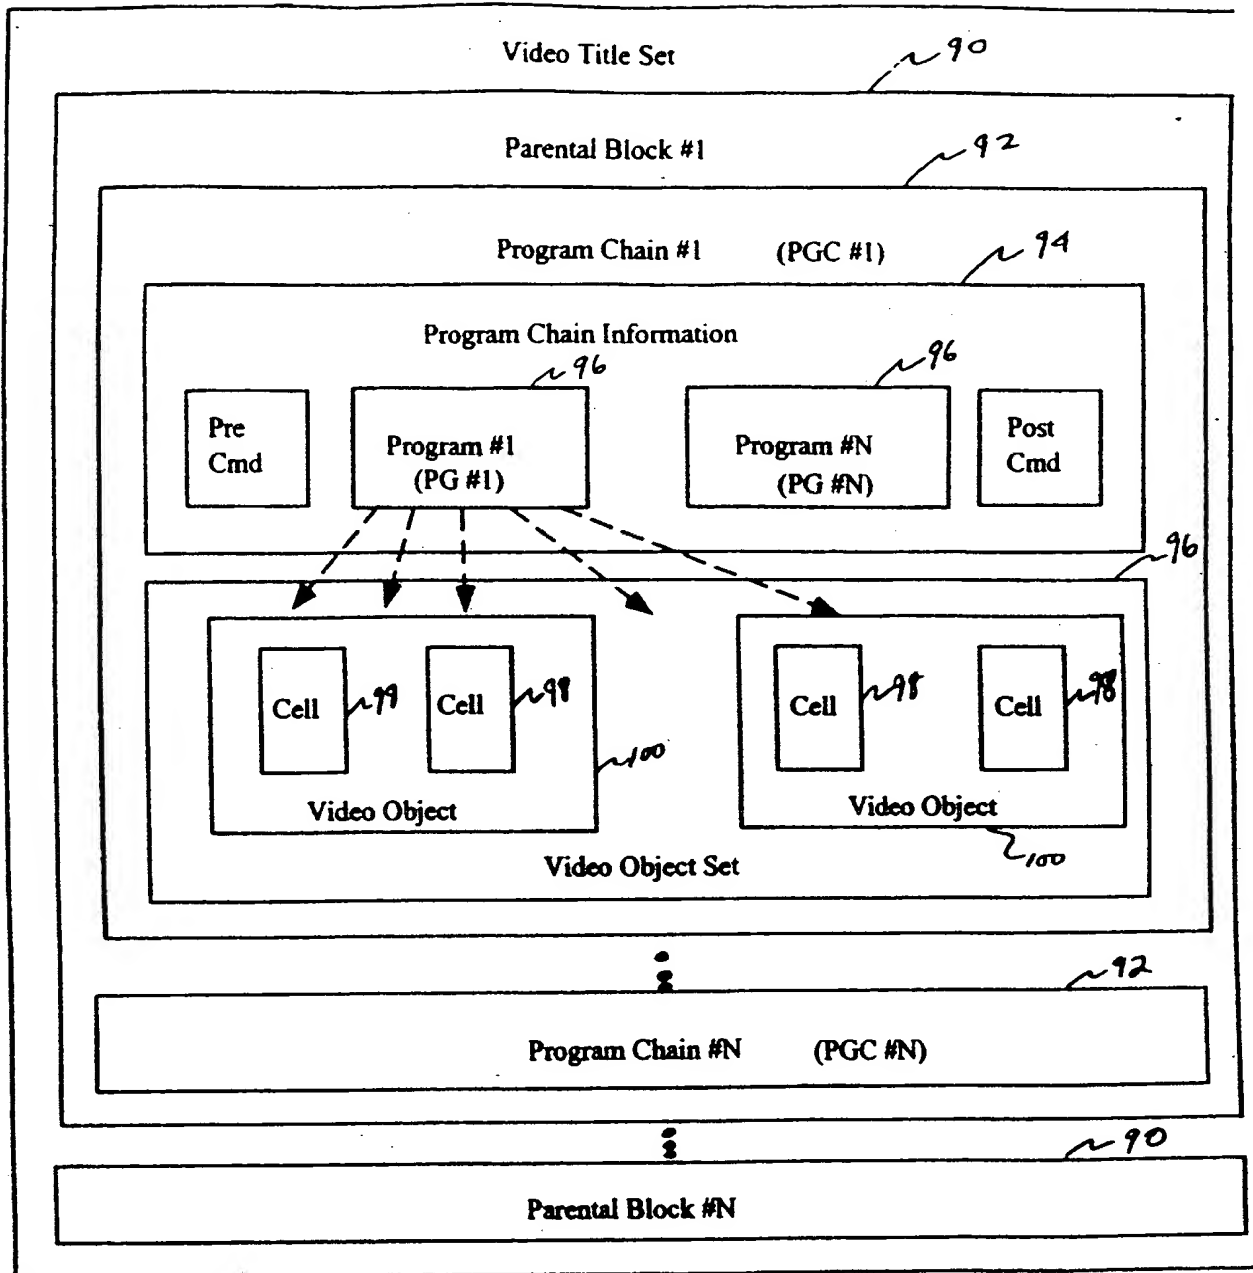 Video Title Set
90
Parental Block #1
92
Program Chain #1 (PGC #1)
94
Program Chain Information
96
96
Pre
Cmd
Program #1
(PG #1)
Program #N
(PG #N)
Post
Cmd
96
Cell
99
Cell
98
Cell
98
Cell
98
100
Video Object
Video Object
100
Video Object Set
92
Program Chain #N (PGC #N)
90
Parental Block #N